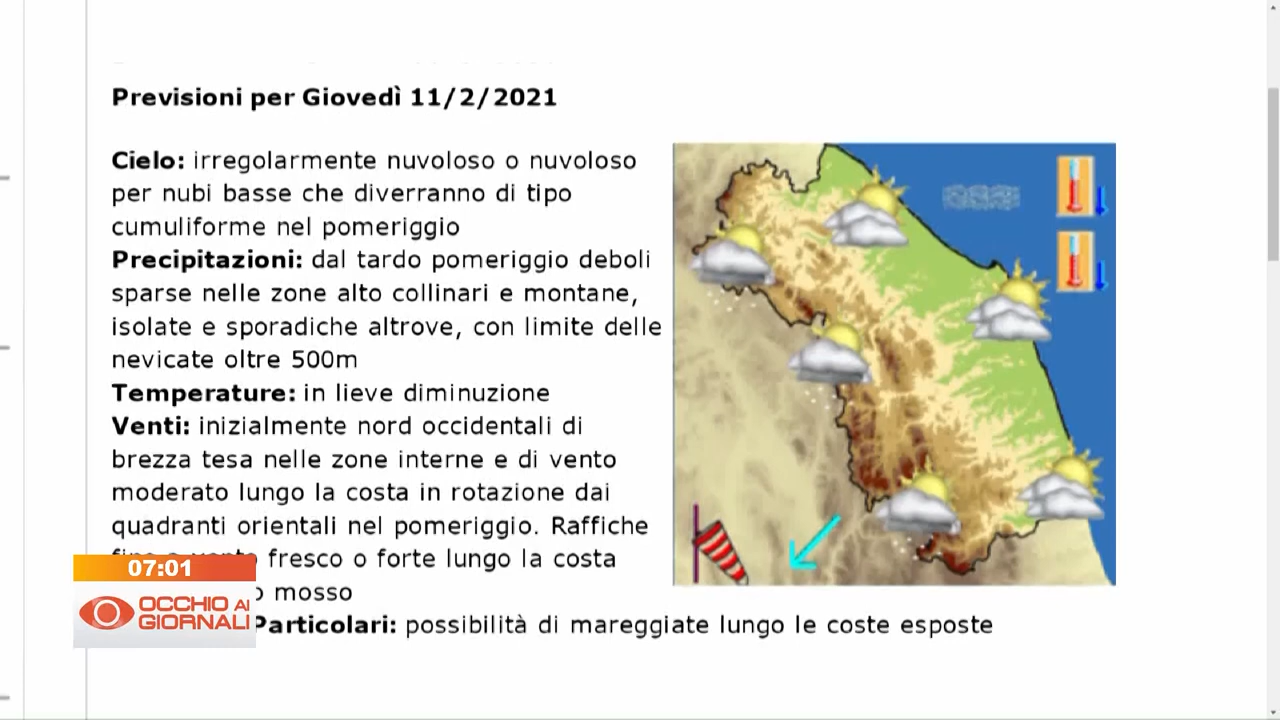 Previsioni per Giovedì 11/2/2021
Cielo: irregolarmente nuvoloso o nuvoloso
per nubi basse che diverranno di tipo
cumuliforme nel pomeriggio
Precipitazioni: dal tardo pomeriggio deboli
sparse nelle zone alto collinari e montane,
isolate e sporadiche altrove, con limite delle
nevicate oltre 500m
Temperature: in lieve diminuzione
Venti: inizialmente nord occidentali di
brezza tesa nelle zone interne e di vento
moderato lungo la costa in rotazione dai
quadranti orientali nel pomeriggio. Raffiche
fresco o forte lungo la costa
mosso
Particolari: possibilità di mareggiate lungo le coste esposte
07:01
OCCHIO AI
GIORNALI